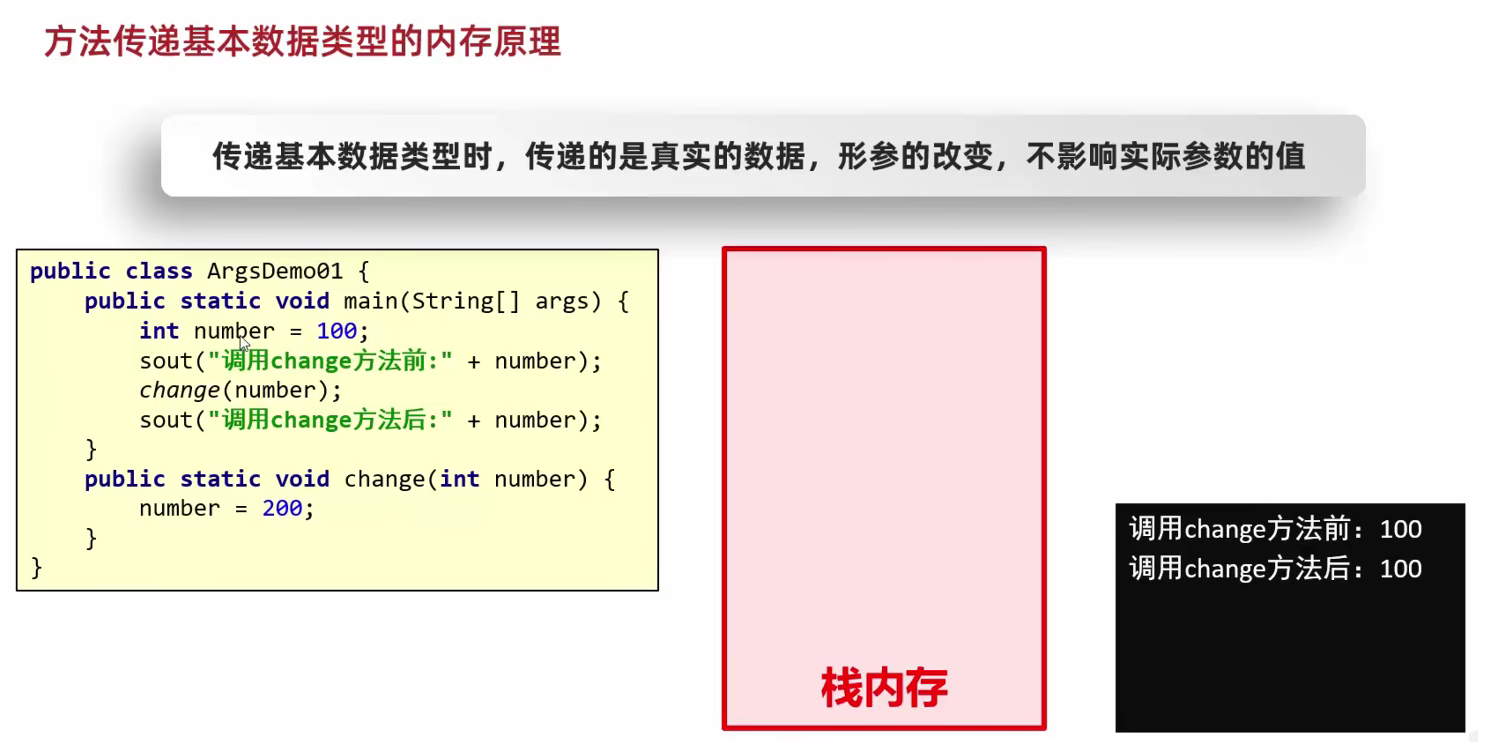 方法传递基本数据类型的内存原理
传递基本数据类型时，传递的是真实的数据，形参的改变，不影响实际参数的值
public class ArgsDemo01 {
    public static void main(String[] args) {
        int number = 100;
        sout("调用change方法前:" + number);
        change(number);
        sout("调用change方法后:" + number);
    }
    public static void change(int number) {
        number = 200;
    }
}
栈内存
调用change方法前：100
调用change方法后：100